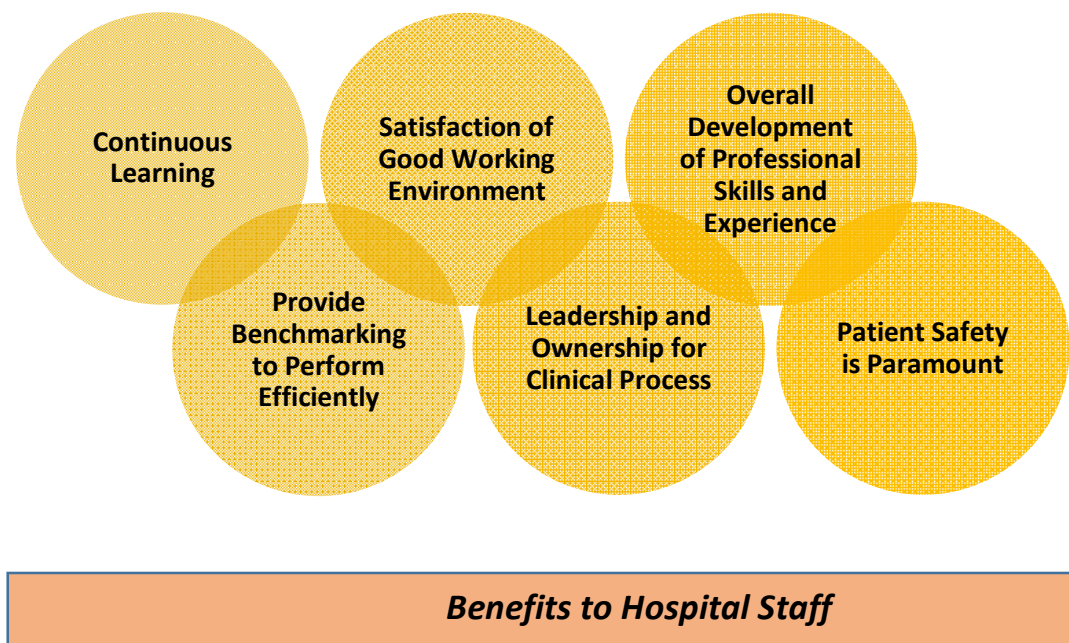 Continuous
Learning
Provide
Benchmarking
to Perform
Efficiently
Satisfaction of
Good Working
Environment
Leadership and
Ownership for
Clinical Process
Overall
Development
of Professional
Skills and
Experience
Patient Safety
is Paramount
Benefits to Hospital Staff